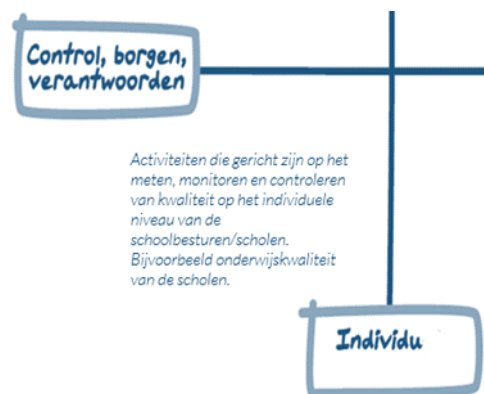 Control, borgen,
verantwoorden
Activiteiten die gericht zijn op het
meten, monitoren en controleren
van kwaliteit op het individuele
niveau van de
schoolbesturen/scholen.
Bijvoorbeeld onderwijskwaliteit
van de scholen.
Individu